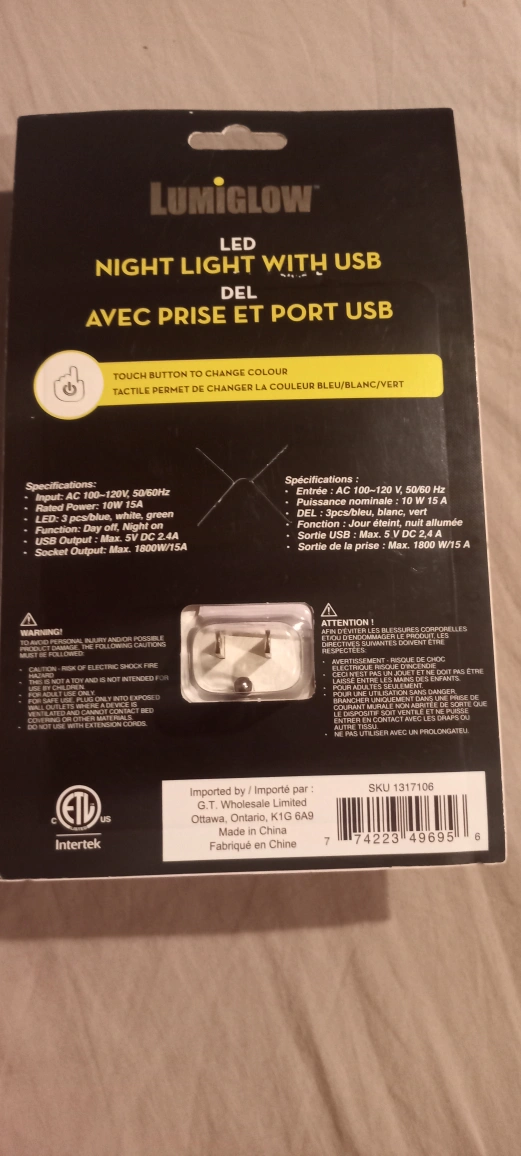 LUMIGLOW™
LED
NIGHT LIGHT WITH USB
DEL
AVEC PRISE ET PORT USB
TOUCH BUTTON TO CHANGE COLOUR
TACTILE PERMET DE CHANGER LA COULEUR BLEU/BLANC/VERT
Specifications:
• Input: AC 100~120V, 50/60Hz
• Rated Power: 10W 15A
• LED: 3 pcs/blue, white, green
• Function: Day off, Night on
• USB Output : Max. 5V DC 2.4A
• Socket Output: Max. 1800W/15A
Spécifications :
• Entrée : AC 100~120 V, 50/60 Hz
• Puissance nominale : 10 W 15 A
• DEL : 3pcs/bleu, blanc, vert
• Fonction : Jour éteint, nuit allumée
• Sortie USB : Max. 5 V DC 2,4 A
• Sortie de la prise : Max. 1800 W/15 A
WARNING!
TO AVOID PERSONAL INJURY AND/OR POSSIBLE
PRODUCT DAMAGE, THE FOLLOWING CAUTIONS
MUST BE FOLLOWED:
• CAUTION - RISK OF ELECTRIC SHOCK FIRE
HAZARD
• THIS IS NOT A TOY AND IS NOT INTENDED FOR
USE BY CHILDREN.
• FOR ADULT USE ONLY
• FOR SAFE USE, PLUG ONLY INTO EXPOSED
WALL OUTLETS WHERE A DEVICE IS
VENTILATED AND CANNOT CONTACT BED
COVERING OR OTHER MATERIALS.
• DO NOT USE WITH EXTENSION CORDS.
ATTENTION !
AFIN D'ÉVITER LES BLESSURES CORPORELLES
ET/OU D'ENDOMMAGER LE PRODUIT, LES
DIRECTIVES SUIVANTES DOIVENT ÊTRE
RESPECTÉES.
• AVERTISSEMENT - RISQUE DE CHOC
ELECTRIQUE RISQUE D'INCENDIE
• CECI N'EST PAS UN JOUET ET NE DOIT PAS ÊTRE
LAISSÉ ENTRE LES MAINS DES ENFANTS.
• POUR ADULTES SEULEMENT.
• POUR UNE UTILISATION SANS DANGER,
BRANCHER UNIQUEMENT DANS UNE PRISE DE
COURANT MURALE NON ABRITÉE DE SORTE QUE
LE DISPOSITIF SOIT VENTILÉ ET NE PUISSE
ENTRER EN CONTACT AVEC LES DRAPS OU
AUTRE TISSU.
• NE PAS UTILISER AVEC UN PROLONGATEU.
C ETL US
Intertek
Imported by / Importé par :
G.T. Wholesale Limited
Ottawa, Ontario, K1G 6A9
Made in China
Fabriqué en Chine
SKU 1317106
7 74223 49695 6